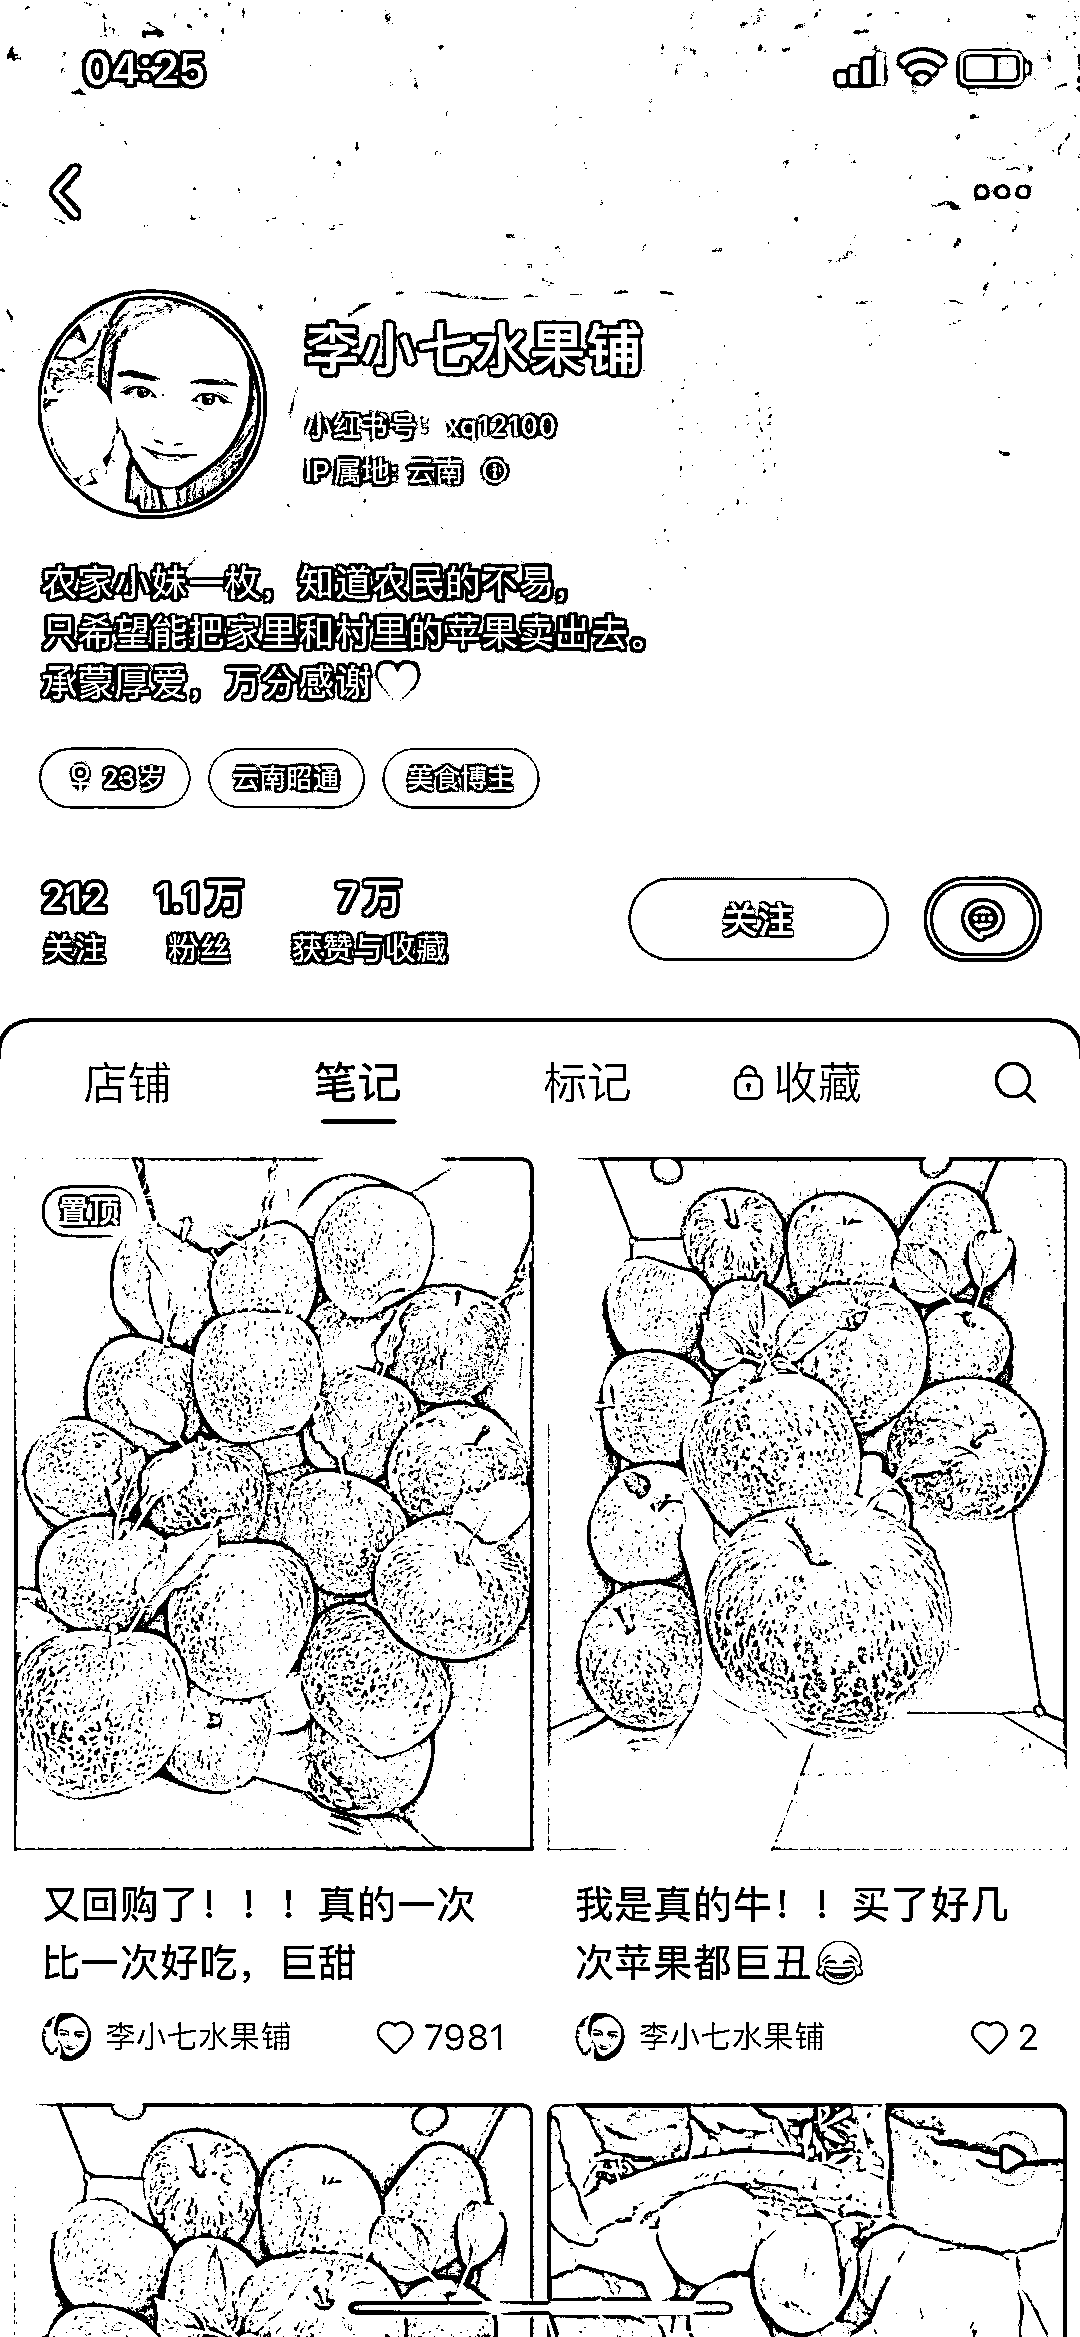 04:25
李小七水果铺
小红书号: xq12100
IP属地: 云南
农家小妹一枚，知道农民的不易，
只希望能把家里和村里的苹果卖出去。
承蒙厚爱，万分感谢♡
23岁 云南昭通 美食博主
212 1.1万 7万
关注 粉丝 获赞与收藏 关注
店铺 笔记 标记 收藏
置顶
又回购了！！！真的一次
比一次好吃，巨甜
李小七水果铺 7981
我是真的牛！！买了好几
次苹果都巨丑😂
李小七水果铺 2